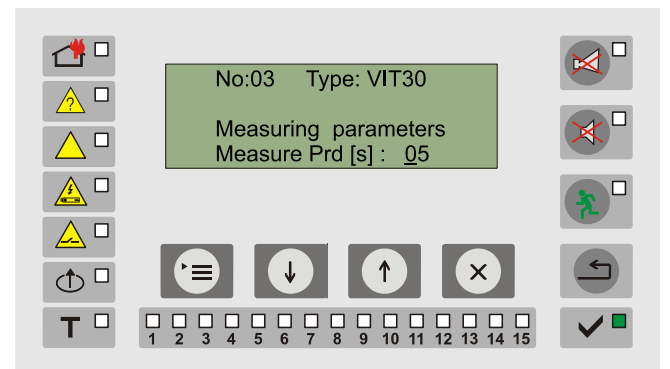 No:03 Type: VIT30
Measuring parameters
Measure Prd [s] : 05
?
T
1 2 3 4 5 6 7 8 9 10 11 12 13 14 15